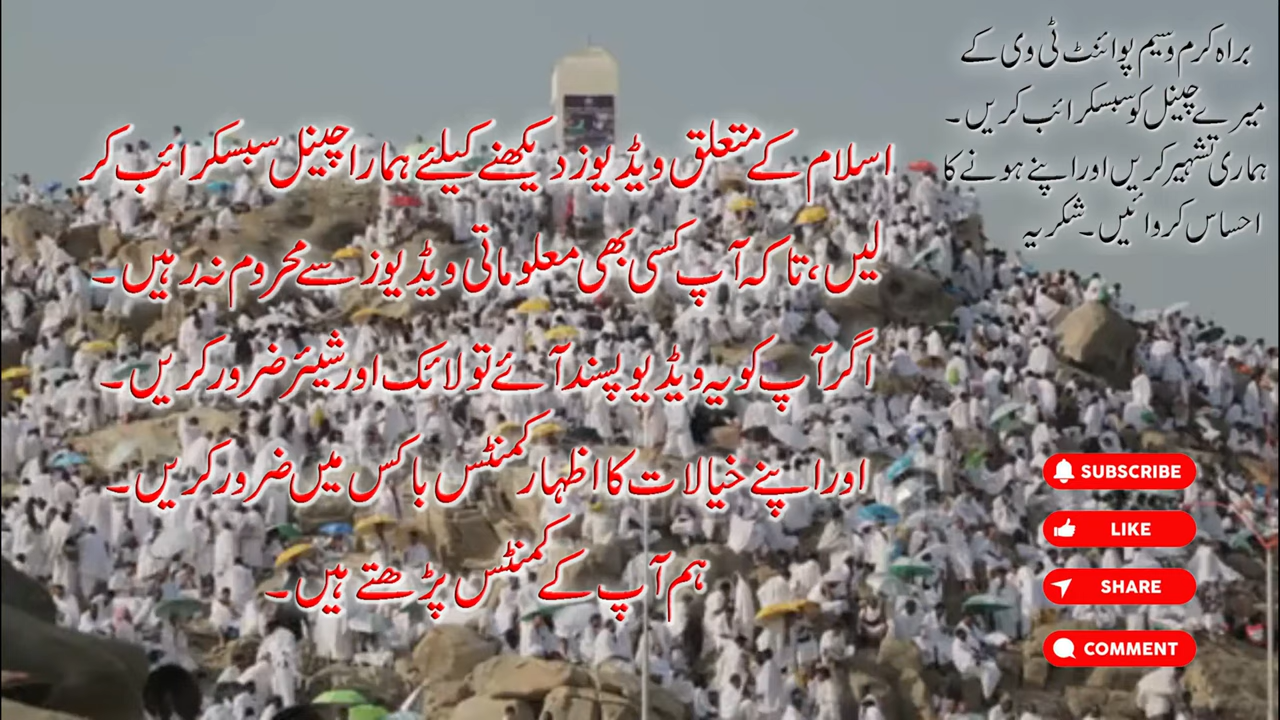 براہ کرم وسیم پوائنٹ ٹی وی کے
میرے چینل کو سبسکرائب کریں۔
ہماری تشہیر کریں اور اپنے ہونے کا
احساس کروائیں۔ شکریہ
اسلام کے متعلق ویڈیوز دیکھنے کیلئے ہمارا چینل سبسکرائب کر
لیں، تاکہ آپ کسی بھی معلوماتی ویڈیوز سے محروم نہ رہیں۔
اگر آپ کو یہ ویڈیو پسند آئے تو لائک اور شیئر ضرور کریں۔
اور اپنے خیالات کا اظہار کمنٹس باکس میں ضرور کریں۔
ہم آپ کے کمنٹس پڑھتے ہیں۔
SUBSCRIBE
LIKE
SHARE
COMMENT